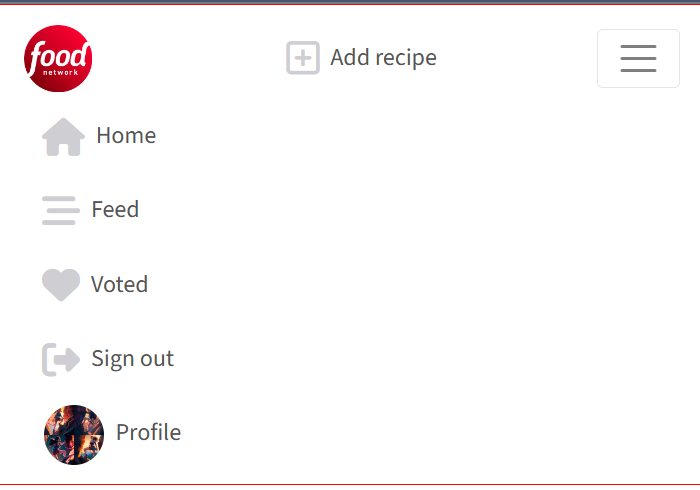 food
network
Add recipe
Home
Feed
Voted
Sign out
Profile